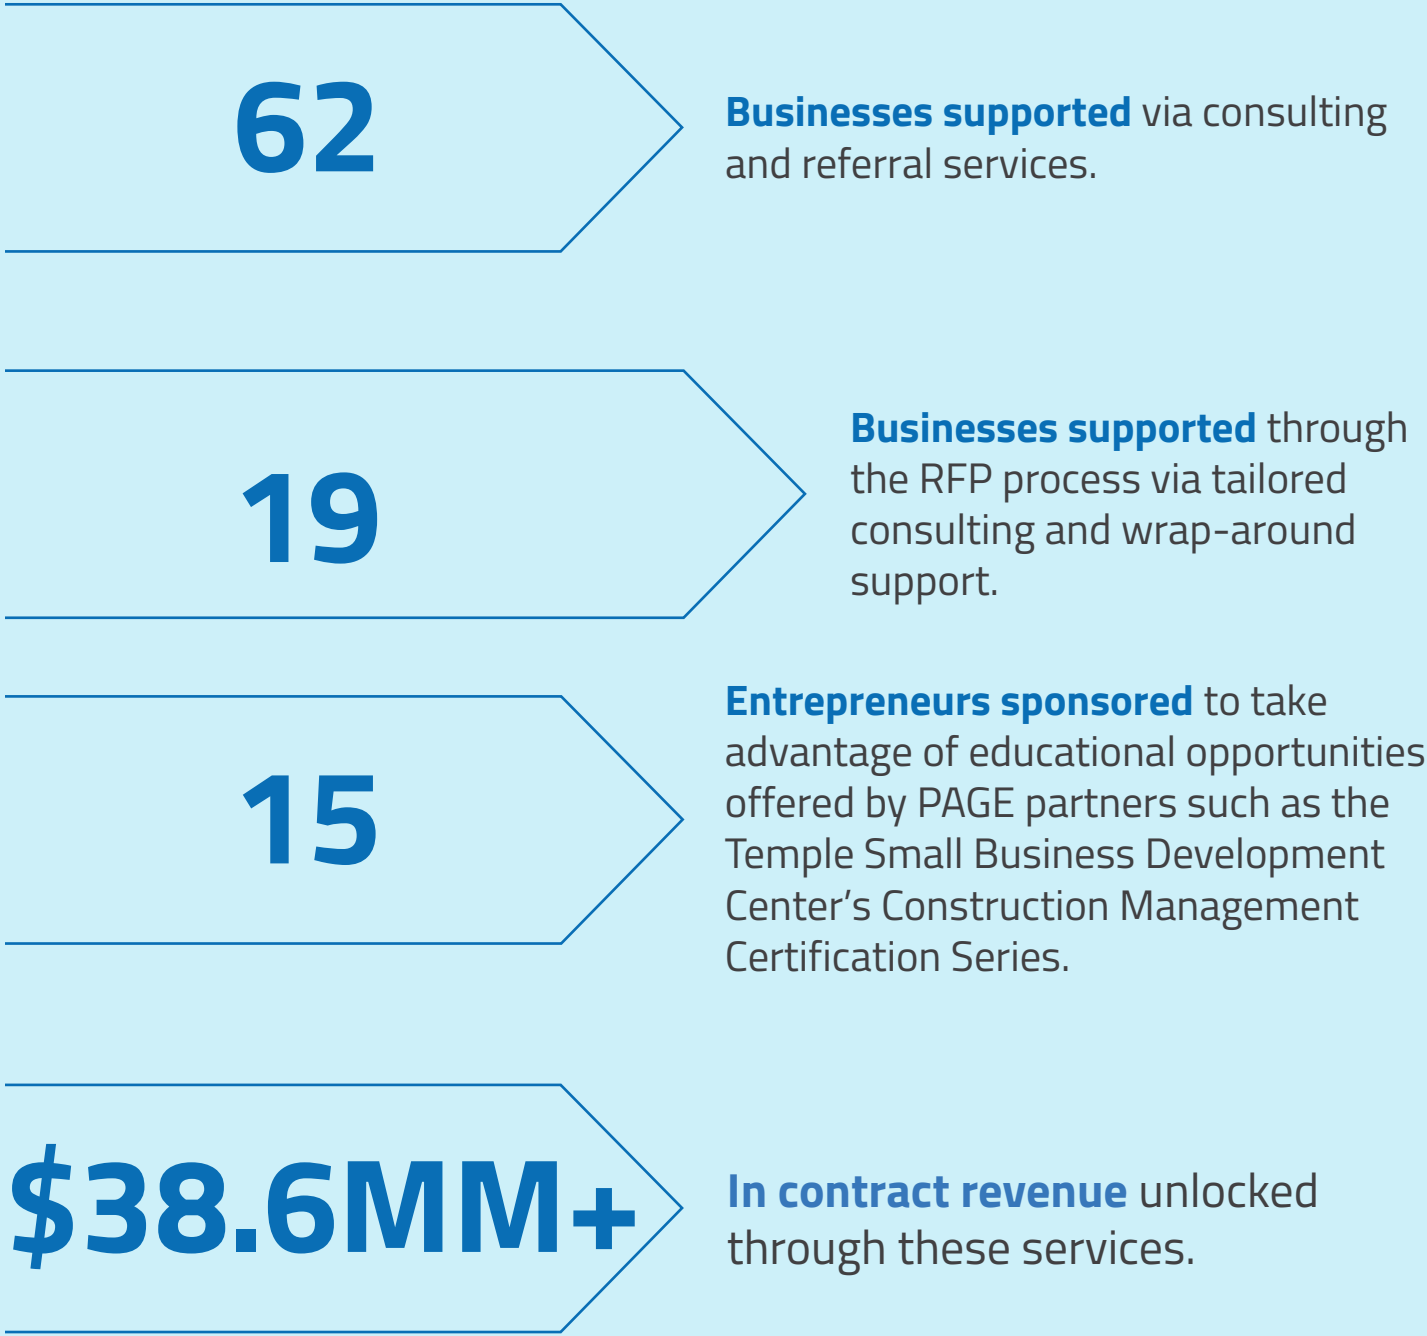 62
Businesses supported via consulting
and referral services.
19
Businesses supported through
the RFP process via tailored
consulting and wrap-around
support.
15
Entrepreneurs sponsored to take
advantage of educational opportunities
offered by PAGE partners such as the
Temple Small Business Development
Center’s Construction Management
Certification Series.
$38.6MM+
In contract revenue unlocked
through these services.